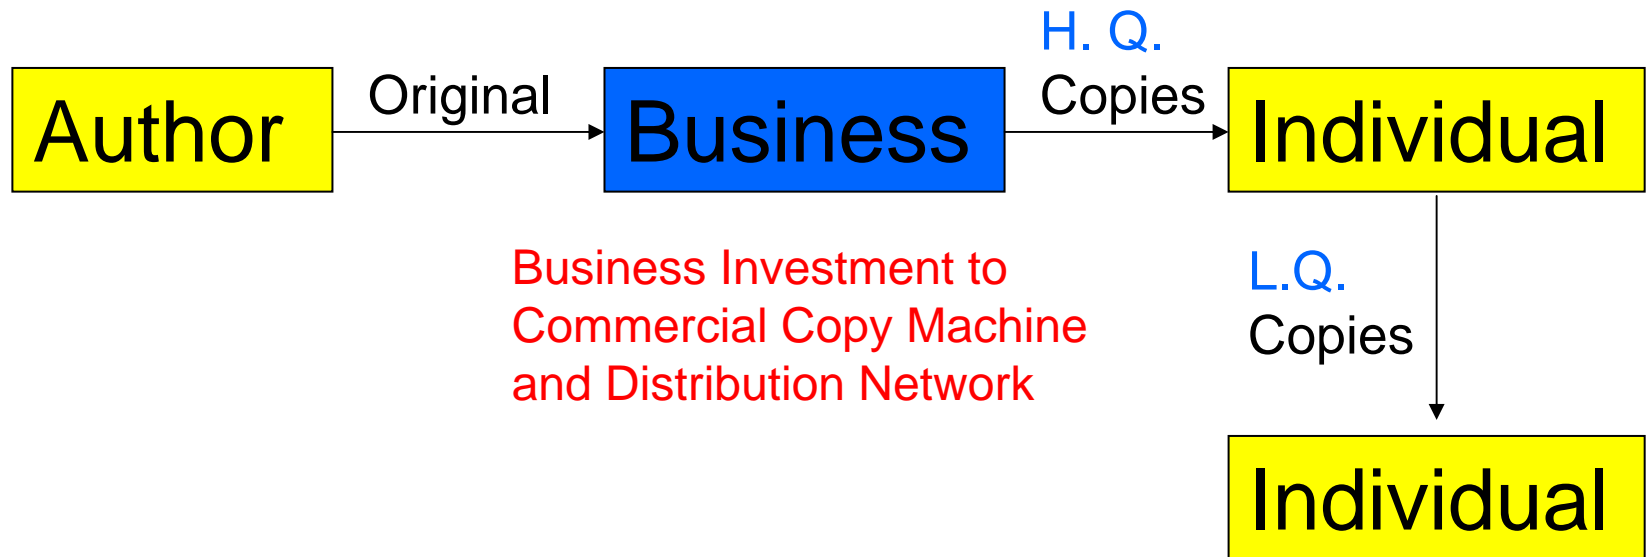 Author
Original
Business
H. Q.
Copies
Individual
Business Investment to
Commercial Copy Machine
and Distribution Network
L.Q.
Copies
Individual